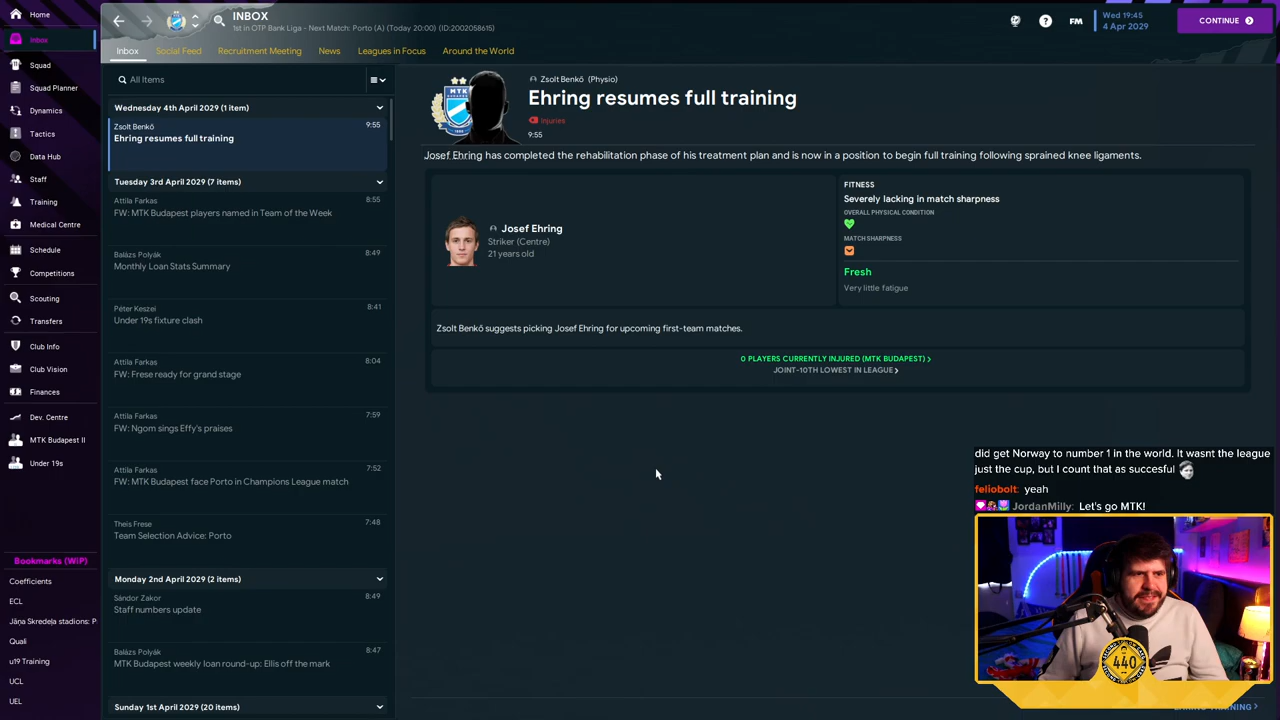 Home
Inbox
Squad
Squad Planner
Dynamics
Tactics
Data Hub
Staff
Training
Medical Centre
Schedule
Competitions
Scouting
Transfers
Club Info
Club Vision
Finances
Dev. Centre
MTK Budapest II
Under 19s
Bookmarks (WiP)
Coefficients
ECL
Jāņa Skredeļa stadions: P
Quali
u19 Training
UCL
UEL
INBOX
1st in OTP Bank Liga - Next Match: Porto (A) (Today 20:00) (ID:2002058615)
FM
Wed 19:45
4 Apr 2029
CONTINUE
Inbox
Social Feed
Recruitment Meeting
News
Leagues in Focus
Around the World
All Items
Wednesday 4th April 2029 (1 item)
Zsolt Benkő 9:55
Ehring resumes full training
Tuesday 3rd April 2029 (7 items)
Attila Farkas 8:55
FW: MTK Budapest players named in Team of the Week
Balázs Polyák 8:49
Monthly Loan Stats Summary
Péter Keszei 8:41
Under 19s fixture clash
Attila Farkas 8:04
FW: Frese ready for grand stage
Attila Farkas 7:59
FW: Ngom sings Effy's praises
Attila Farkas 7:52
FW: MTK Budapest face Porto in Champions League match
Theis Frese 7:48
Team Selection Advice: Porto
Monday 2nd April 2029 (2 items)
Sándor Zakor 8:49
Staff numbers update
Balázs Polyák 8:47
MTK Budapest weekly loan round-up: Ellis off the mark
Sunday 1st April 2029 (20 items)
MTK
Zsolt Benkő (Physio)
Ehring resumes full training
Injuries
9:55
Josef Ehring has completed the rehabilitation phase of his treatment plan and is now in a position to begin full training following sprained knee ligaments.
Josef Ehring
Striker (Centre)
21 years old
FITNESS
Severely lacking in match sharpness
OVERALL PHYSICAL CONDITION
MATCH SHARPNESS
Fresh
Very little fatigue
Zsolt Benkő suggests picking Josef Ehring for upcoming first-team matches.
0 PLAYERS CURRENTLY INJURED (MTK BUDAPEST)
JOINT-10TH LOWEST IN LEAGUE
did get Norway to number 1 in the world. It wasnt the league
just the cup, but I count that as succesful
feliobolt: yeah
JordanMilly: Let's go MTK!
440
TRAINING